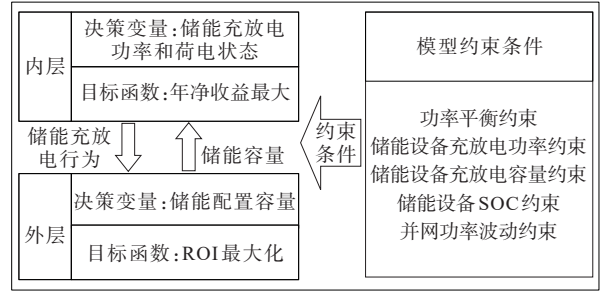 内层
决策变量:储能充放电
功率和荷电状态
目标函数:年净收益最大
储能充放
电行为
储能容量
外层
决策变量:储能配置容量
目标函数:ROI最大化
约束
条件
模型约束条件
功率平衡约束
储能设备充放电功率约束
储能设备充放电容量约束
储能设备SOC约束
并网功率波动约束